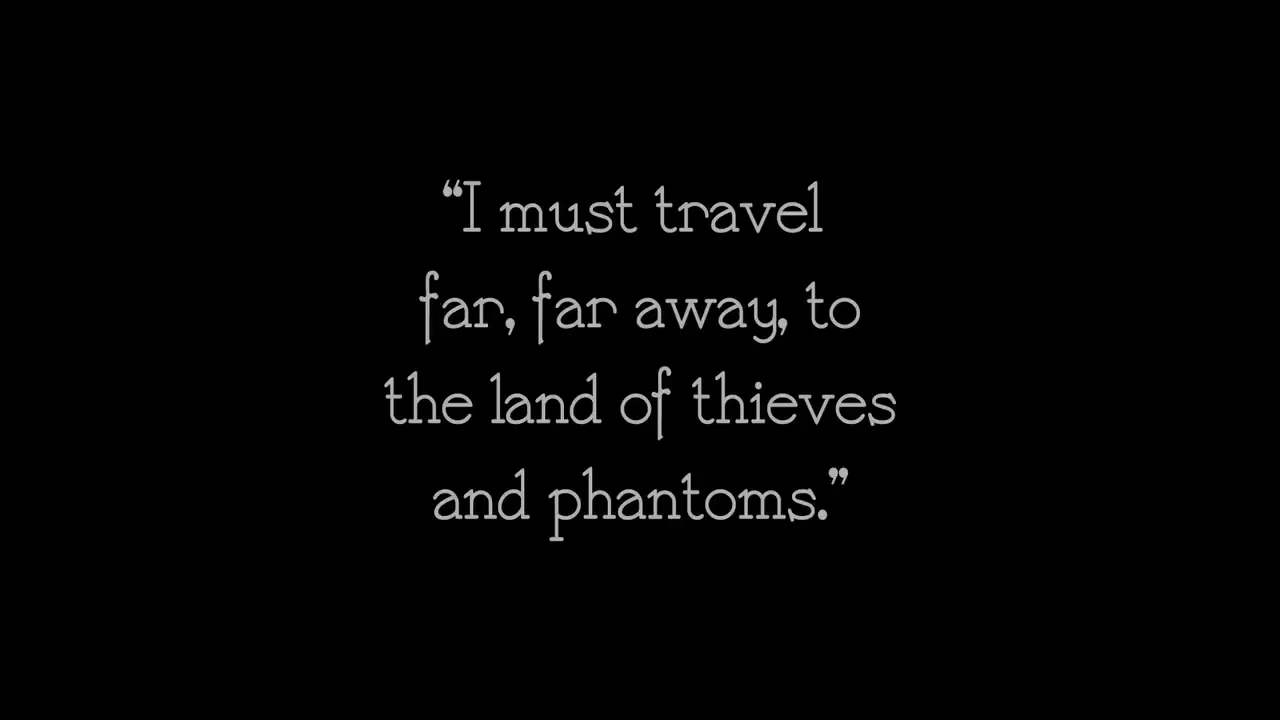 “I must travel
far, far away, to
the land of thieves
and phantoms.”